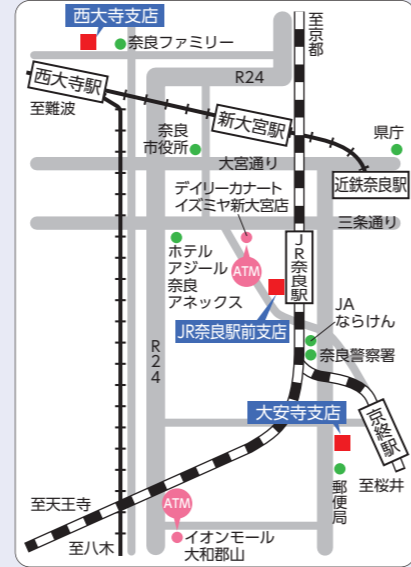 西大寺支店
奈良ファミリー
至京都
R24
西大寺駅
至難波
新大宮駅
奈良
市役所
県庁
大宮通り
近鉄奈良駅
デイリーカナート
イズミヤ新大宮店
三条通り
ホテル
アジール
奈良
アネックス
ATM
JR奈良駅
JR奈良駅前支店
JA
ならけん
奈良警察署
R24
大安寺支店
京終駅
至桜井
郵便局
至天王寺
ATM
至八木
イオンモール
大和郡山